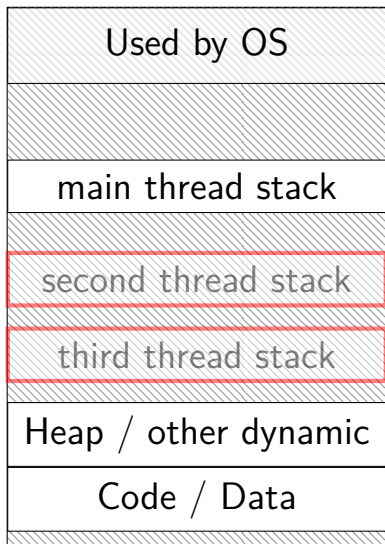 Used by OS
main thread stack
second thread stack
third thread stack
Heap / other dynamic
Code / Data